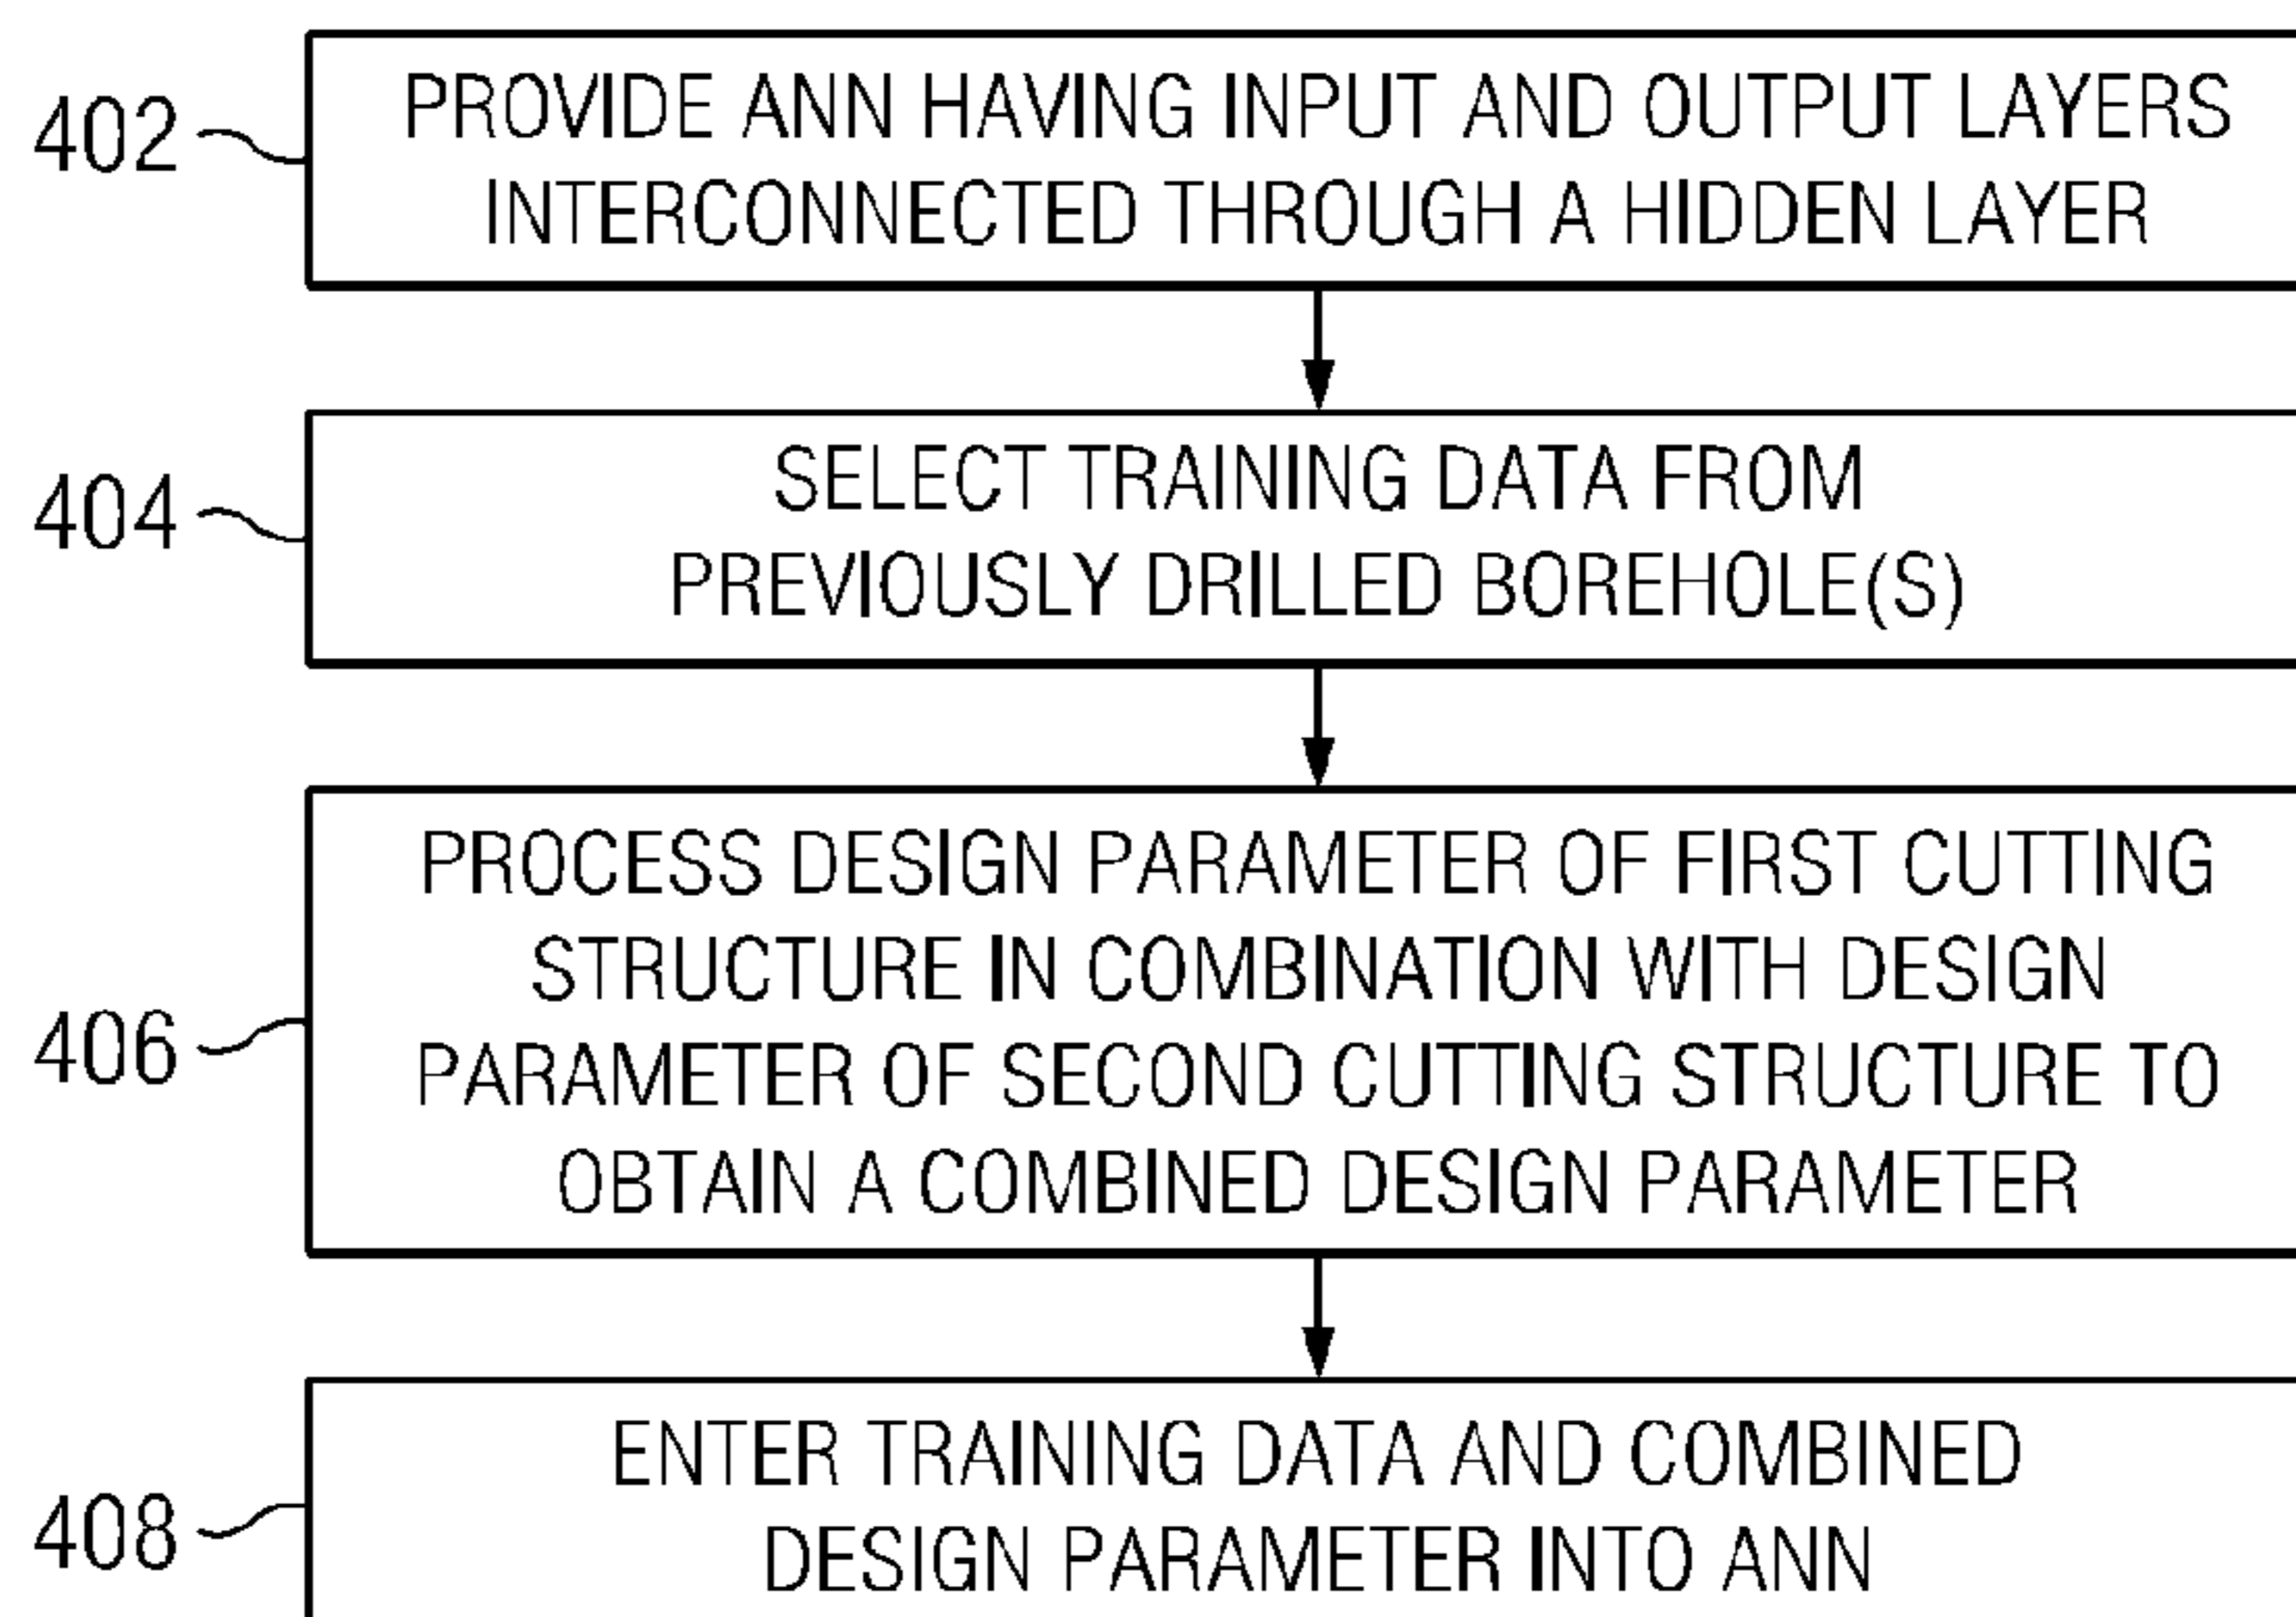 402
PROVIDE ANN HAVING INPUT AND OUTPUT LAYERS
INTERCONNECTED THROUGH A HIDDEN LAYER
404
SELECT TRAINING DATA FROM
PREVIOUSLY DRILLED BOREHOLE(S)
406
PROCESS DESIGN PARAMETER OF FIRST CUTTING
STRUCTURE IN COMBINATION WITH DESIGN
PARAMETER OF SECOND CUTTING STRUCTURE TO
OBTAIN A COMBINED DESIGN PARAMETER
408
ENTER TRAINING DATA AND COMBINED
DESIGN PARAMETER INTO ANN